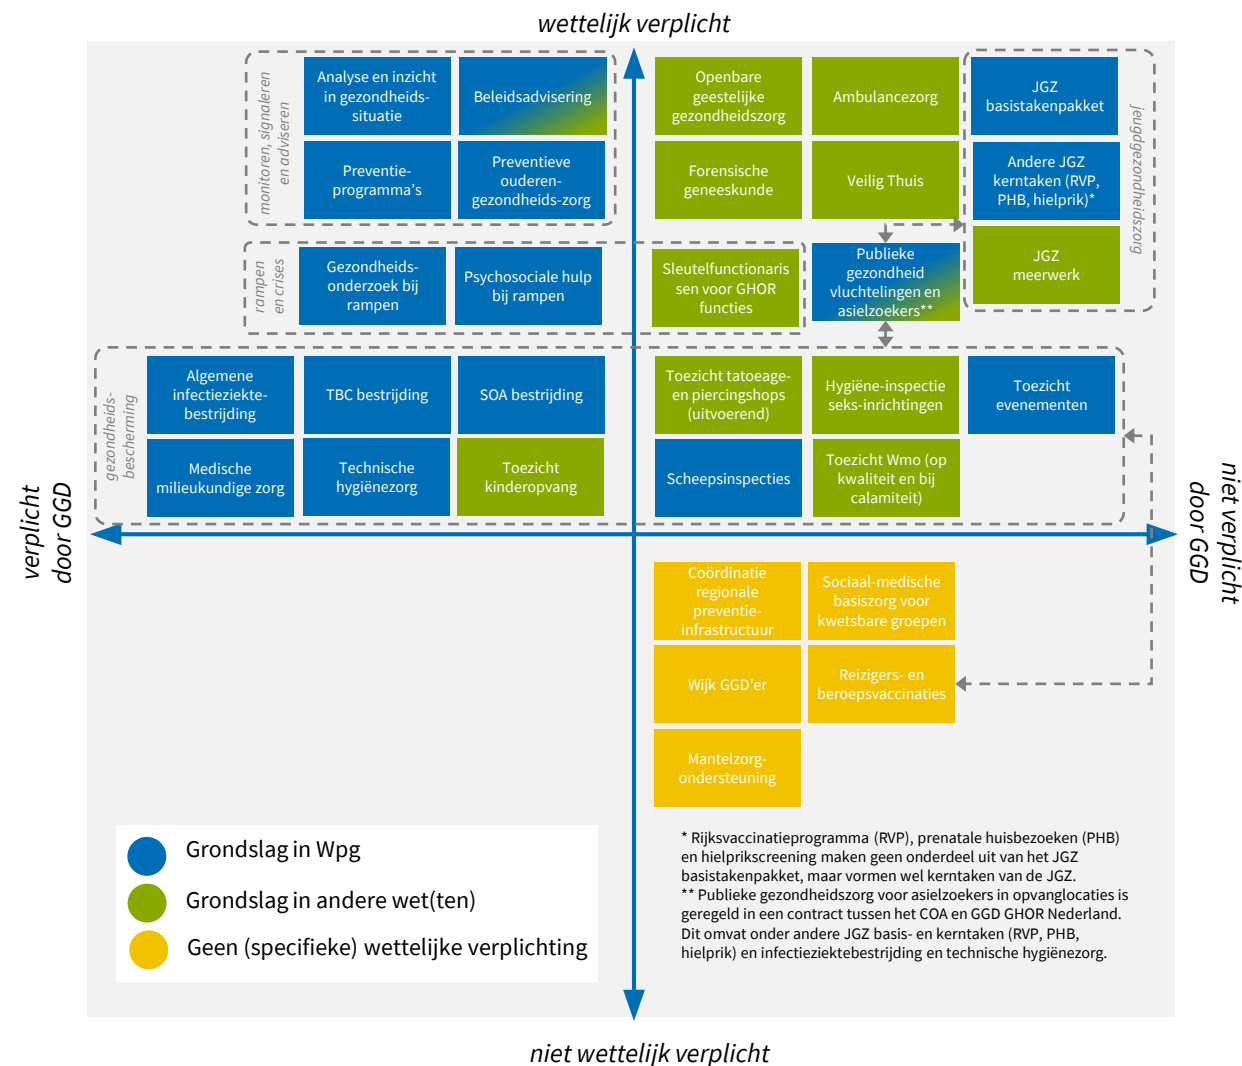 wettelijk verplicht
monitoren, signaleren
en adviseren
Analyse en inzicht
in gezondheids-
situatie
Beleidsadvisering
Preventie-
programma's
Preventieve
ouderen-
gezondheids-zorg
Openbare
geestelijke
gezondheidszorg
Ambulancezorg
Forensische
geneeskunde
Veilig Thuis
JGZ
basistakenpakket
Andere JGZ
kerntaken (RVP,
PHB, hielprik)*
JGZ
meerwerk
jeugdgezondheidszorg
rampen
en crises
Gezondheids-
onderzoek bij
rampen
Psychosociale hulp
bij rampen
Sleutelfunctionaris
sen voor GHOR
functies
Publieke
gezondheid
vluchtelingen en
asielzoekers**
gezondheids-
bescherming
Algemene
infectieziekte-
bestrijding
TBC bestrijding
SOA bestrijding
Medische
milieukundige zorg
Technische
hygiënezorg
Toezicht
kinderopvang
Toezicht tatoeage-
en piercingshops
(uitvoerend)
Hygiëne-inspectie
seks-inrichtingen
Toezicht
evenementen
Scheepsinspecties
Toezicht Wmo (op
kwaliteit en bij
calamiteit)
verplicht
door GGD
niet verplicht
door GGD
Coördinatie
regionale
preventie-
infrastructuur
Sociaal-medische
basiszorg voor
kwetsbare groepen
Wijk GGD'er
Reizigers- en
beroepsvaccinaties
Mantelzorg-
ondersteuning
Grondslag in Wpg
Grondslag in andere wet(ten)
Geen (specifieke) wettelijke verplichting
* Rijksvaccinatieprogramma (RVP), prenatale huisbezoeken (PHB)
en hielprikscreening maken geen onderdeel uit van het JGZ
basistakenpakket, maar vormen wel kerntaken van de JGZ.
** Publieke gezondheidszorg voor asielzoekers in opvanglocaties is
geregeld in een contract tussen het COA en GGD GHOR Nederland.
Dit omvat onder andere JGZ basis- en kerntaken (RVP, PHB,
hielprik) en infectieziektebestrijding en technische hygiënezorg.
niet wettelijk verplicht